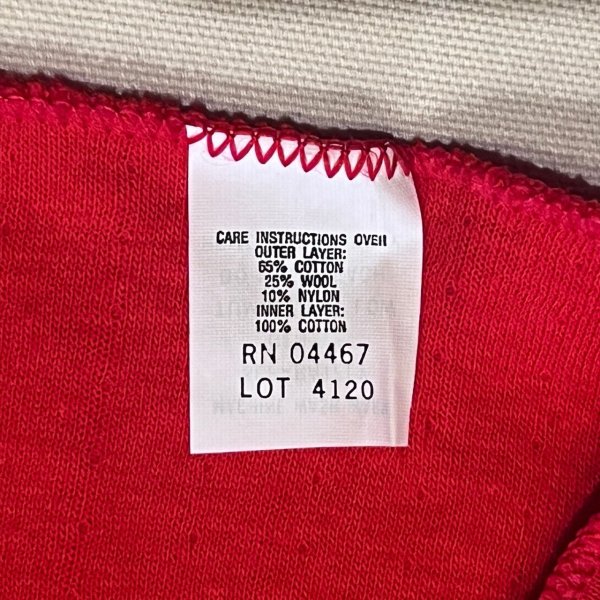 CARE INSTRUCTIONS OVER
OUTER LAYER:
65% COTTON
25% WOOL
10% NYLON
INNER LAYER:
100% COTTON
RN 04467
LOT 4120